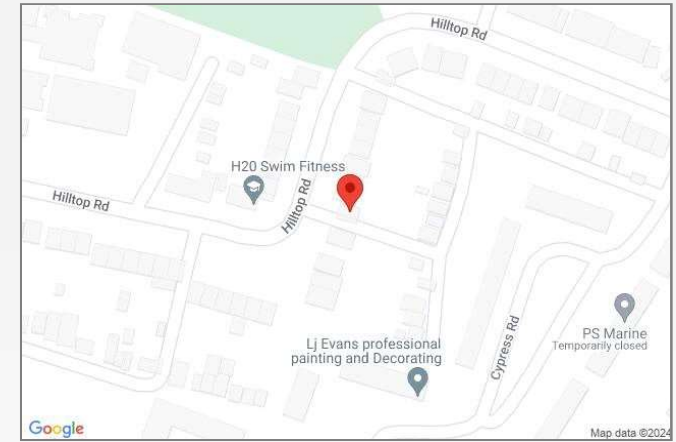 Hilltop Rd
H20 Swim Fitness
Hilltop Rd
Hilltop Rd
Lj Evans professional
painting and Decorating
Cypress Rd
PS Marine
Temporarily closed
Google
Map data ©2024